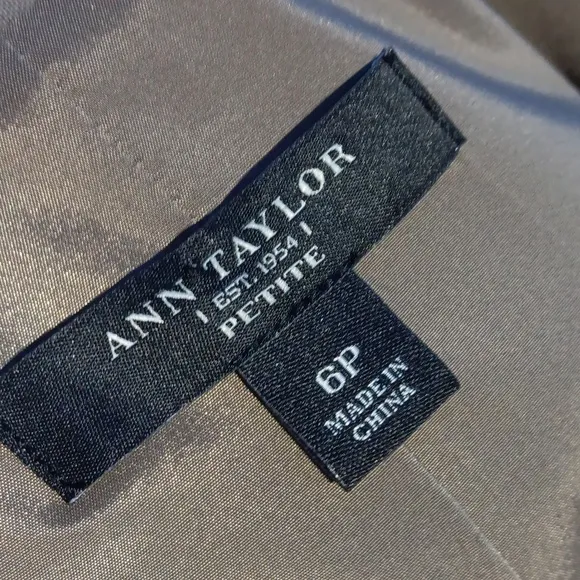 ANN TAYLOR
| EST. 1954 |
PETITE
6P
MADE IN
CHINA